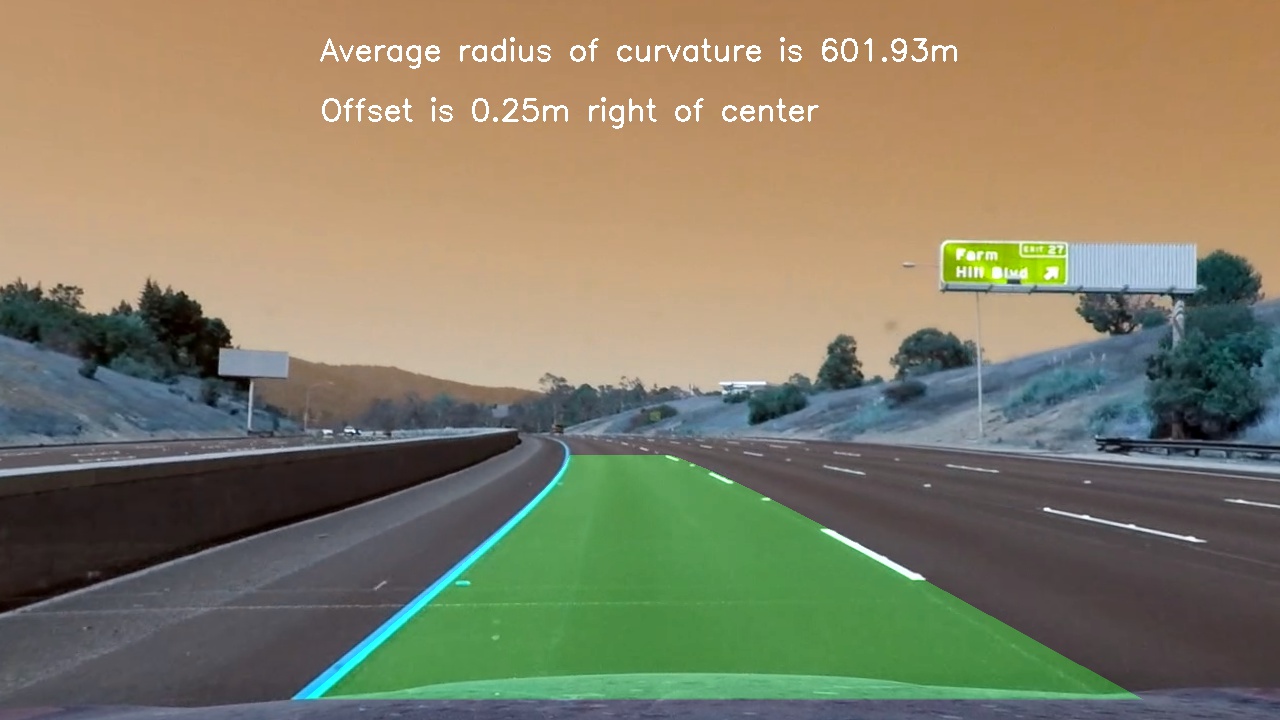 Average radius of curvature is 601.93m
Offset is 0.25m right of center
EXIT 27
Farm
Hill Blvd